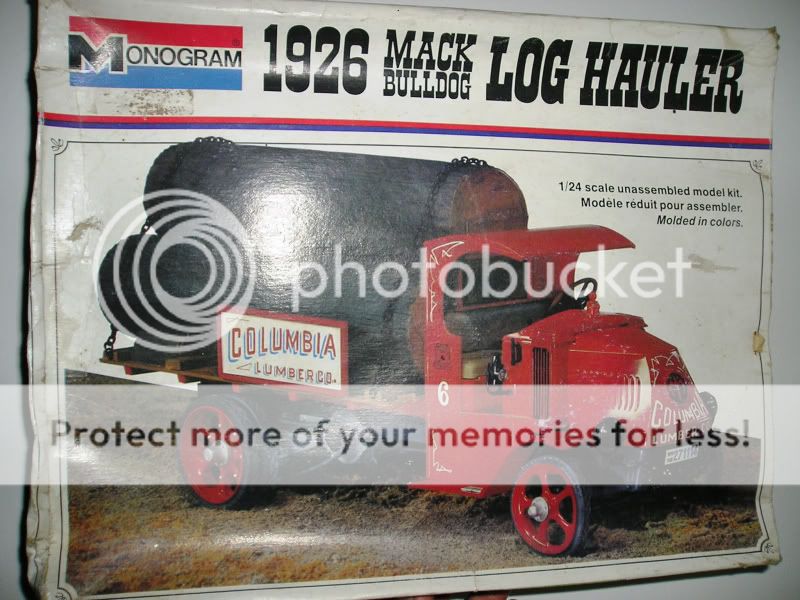 MONOGRAM
1926 MACK BULLDOG LOG HAULER
1/24 scale unassembled model kit.
Modèle réduit pour assembler.
Molded in colors.
photobucket
COLUMBIA
LUMBER CO.
6
COLUMBIA
LUMBER CO.
Protect more of your memories for less!